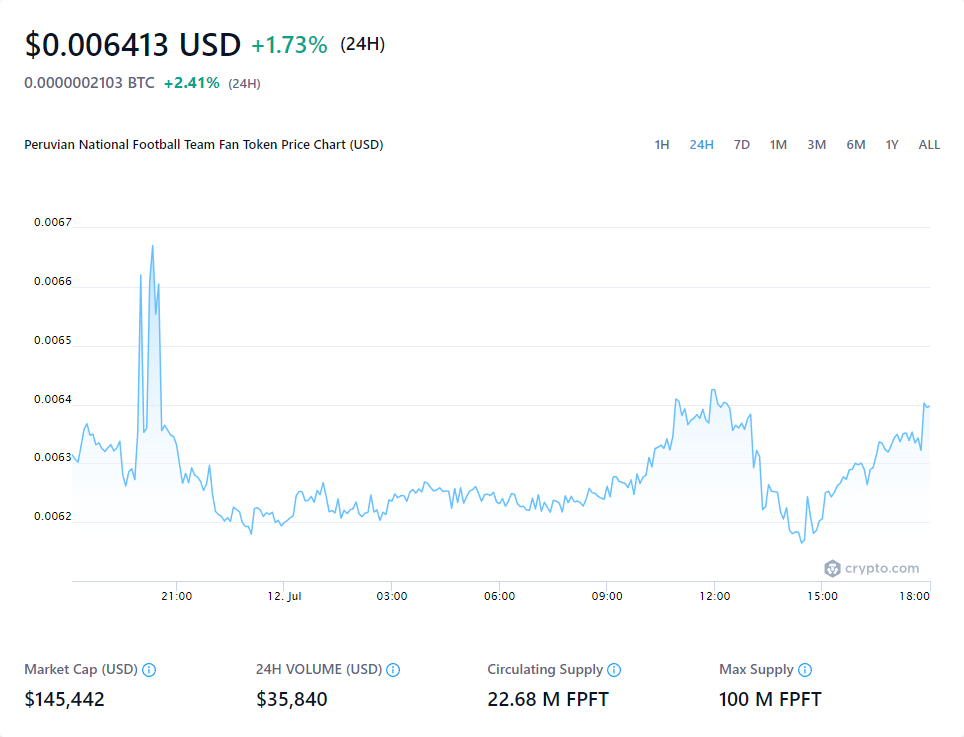 $0.006413 USD +1.73% (24H)
0.0000002103 BTC +2.41% (24H)
Peruvian National Football Team Fan Token Price Chart (USD)
1H 24H 7D 1M 3M 6M 1Y ALL
0.0067
0.0066
0.0065
0.0064
0.0063
0.0062
crypto.com
21:00 12. Jul 03:00 06:00 09:00 12:00 15:00 18:00
Market Cap (USD) 24H VOLUME (USD) Circulating Supply Max Supply
$145,442 $35,840 22.68 M FPFT 100 M FPFT